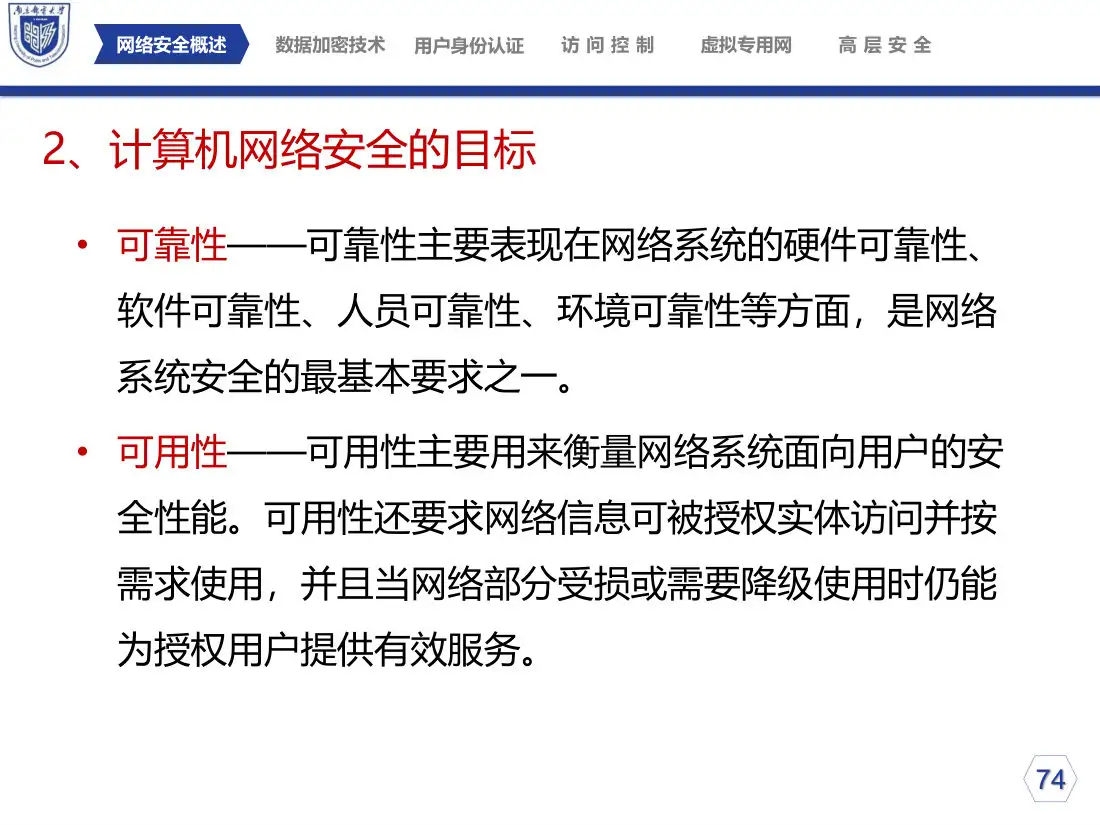 南京邮电大学
网络安全概述
数据加密技术
用户身份认证
访问控制
虚拟专用网
高层安全
2、计算机网络安全的目标
• 可靠性——可靠性主要表现在网络系统的硬件可靠性、
软件可靠性、人员可靠性、环境可靠性等方面，是网络
系统安全的最基本要求之一。
• 可用性——可用性主要用来衡量网络系统面向用户的安
全性能。可用性还要求网络信息可被授权实体访问并按
需求使用，并且当网络部分受损或需要降级使用时仍能
为授权用户提供有效服务。
74